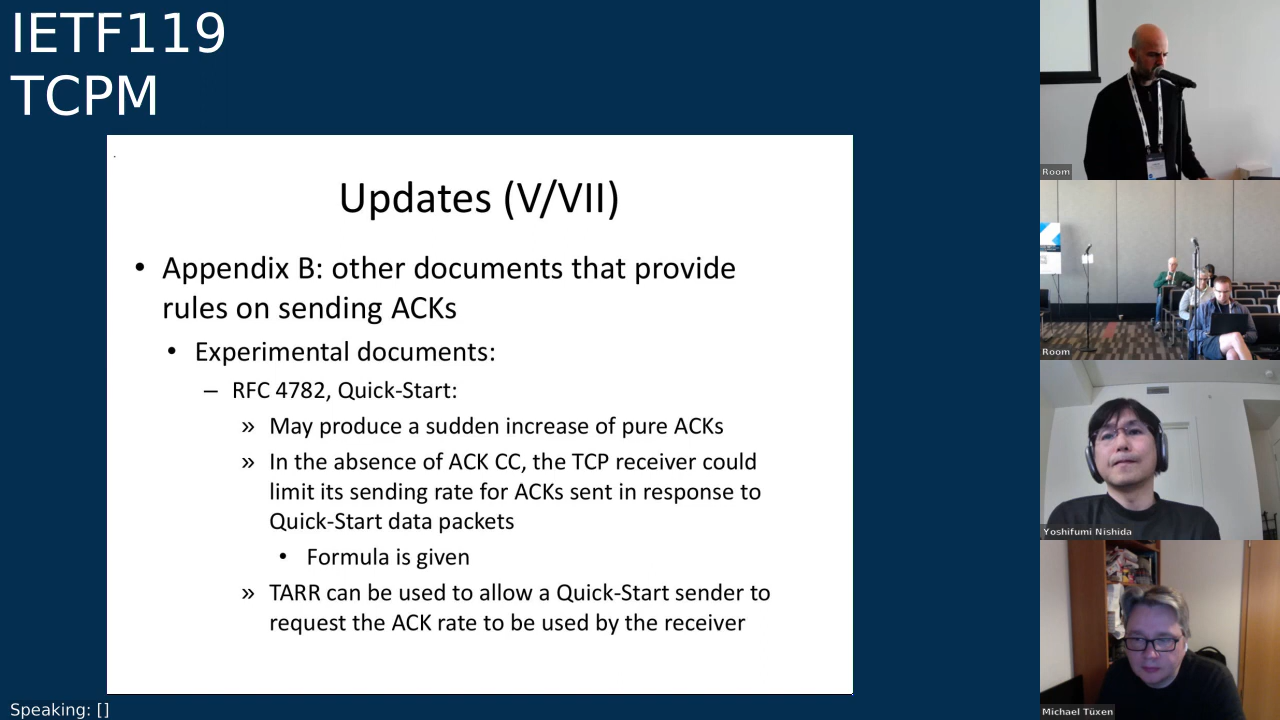 IETF119
TCPM
Updates (V/VII)
• Appendix B: other documents that provide
rules on sending ACKs
• Experimental documents:
– RFC 4782, Quick-Start:
» May produce a sudden increase of pure ACKs
» In the absence of ACK CC, the TCP receiver could
limit its sending rate for ACKs sent in response to
Quick-Start data packets
• Formula is given
» TARR can be used to allow a Quick-Start sender to
request the ACK rate to be used by the receiver
Speaking: []
Room
Room
Yoshifumi Nishida
Michael Tüxen